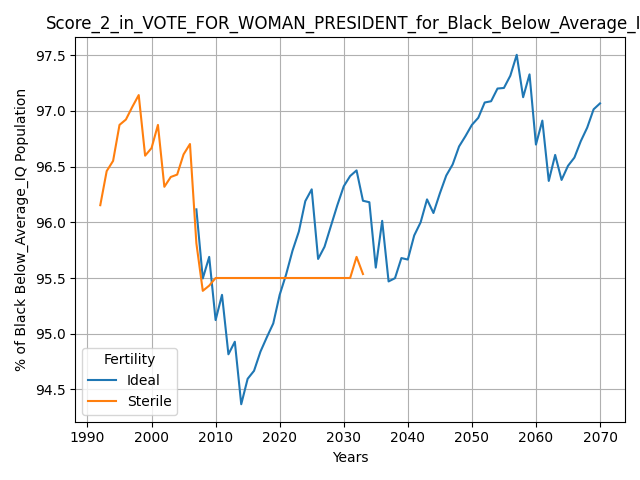 Score_2_in_VOTE_FOR_WOMAN_PRESIDENT_for_Black_Below_Average_I
97.5
97.0
96.5
96.0
95.5
95.0
94.5
% of Black Below_Average_IQ Population
Fertility
Ideal
Sterile
1990 2000 2010 2020 2030 2040 2050 2060 2070
Years